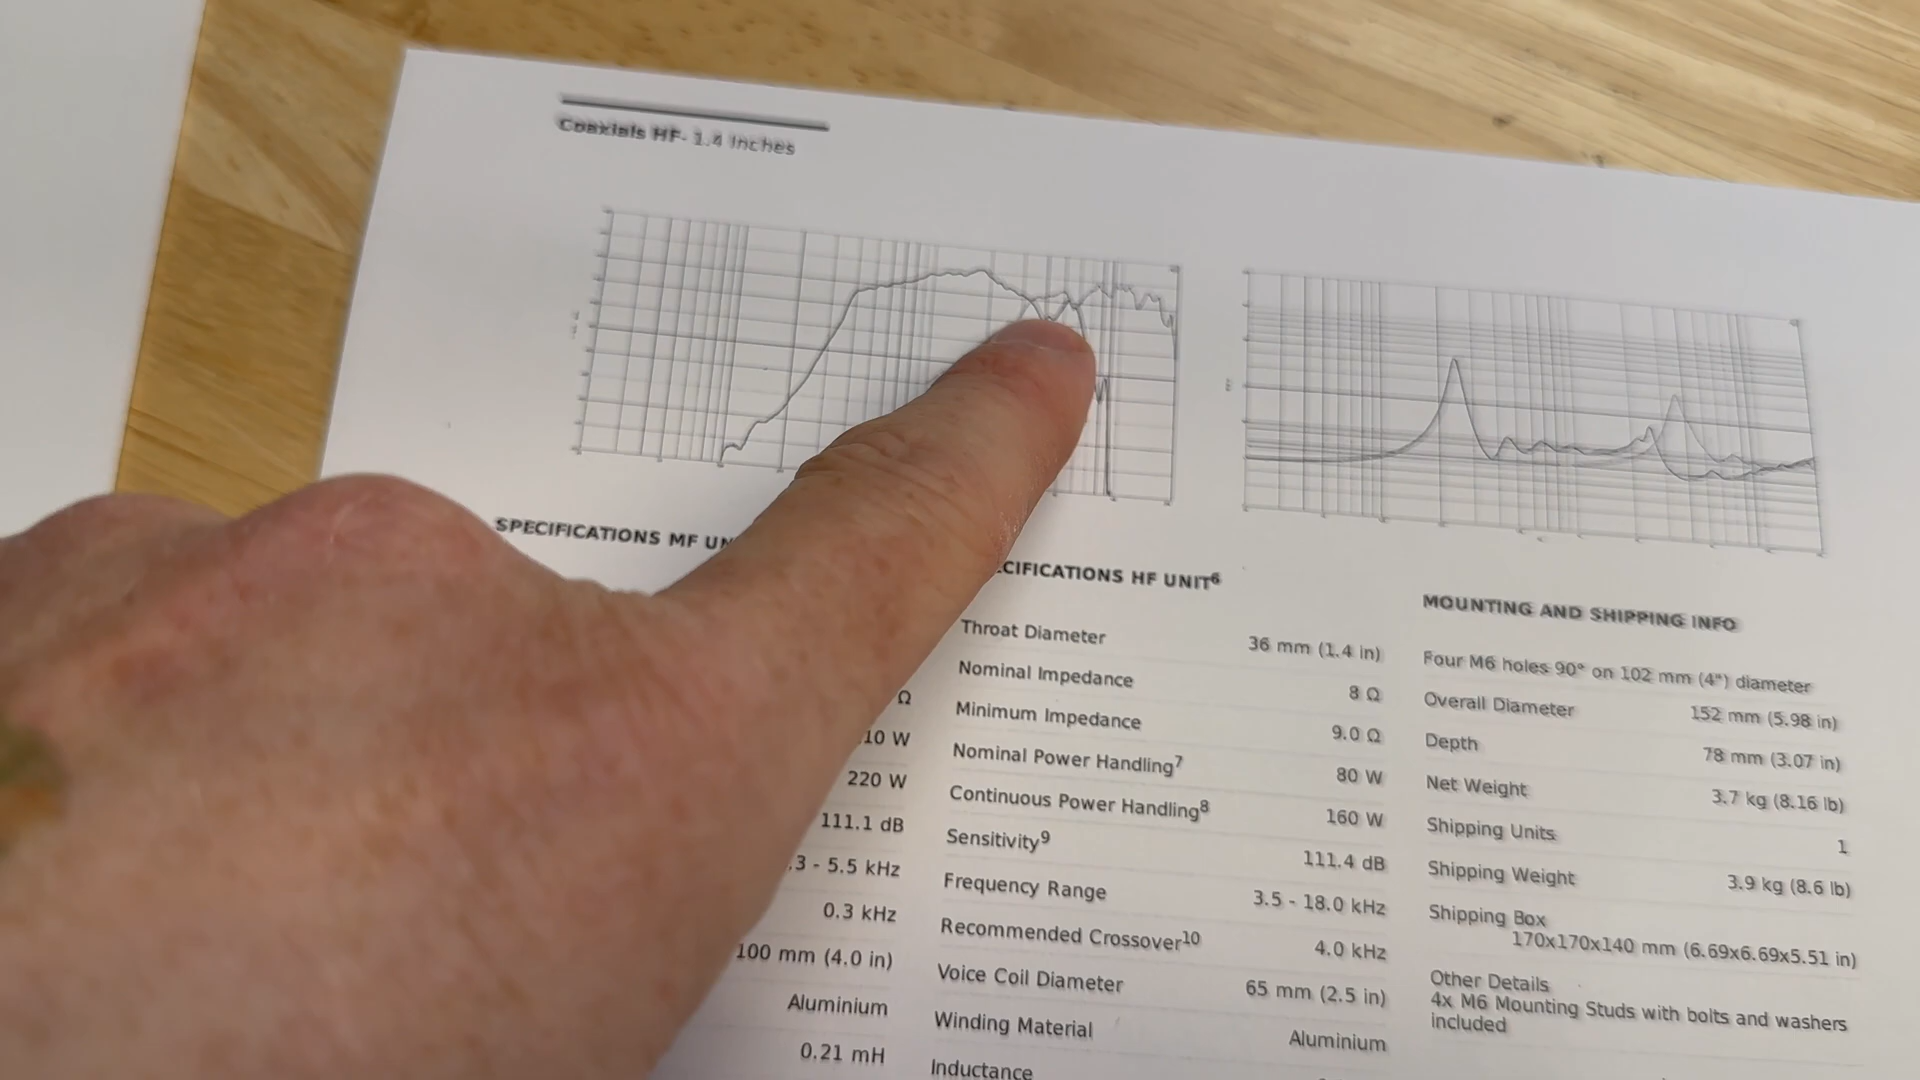 Coaxials HF- 1.4 Inches
SPECIFICATIONS MF
CIFICATIONS HF UNIT⁶
MOUNTING AND SHIPPING INFO
Ω
10 W
220 W
111.1 dB
.3 - 5.5 kHz
0.3 kHz
100 mm (4.0 in)
Aluminium
0.21 mH
Throat Diameter 36 mm (1.4 in)
Nominal Impedance 8 Ω
Minimum Impedance 9.0 Ω
Nominal Power Handling⁷ 80 W
Continuous Power Handling⁸ 160 W
Sensitivity⁹ 111.4 dB
Frequency Range 3.5 - 18.0 kHz
Recommended Crossover¹⁰ 4.0 kHz
Voice Coil Diameter 65 mm (2.5 in)
Winding Material Aluminium
Inductance
Four M6 holes 90° on 102 mm (4") diameter
Overall Diameter 152 mm (5.98 in)
Depth 78 mm (3.07 in)
Net Weight 3.7 kg (8.16 lb)
Shipping Units 1
Shipping Weight 3.9 kg (8.6 lb)
Shipping Box
170x170x140 mm (6.69x6.69x5.51 in)
Other Details
4x M6 Mounting Studs with bolts and washers
included